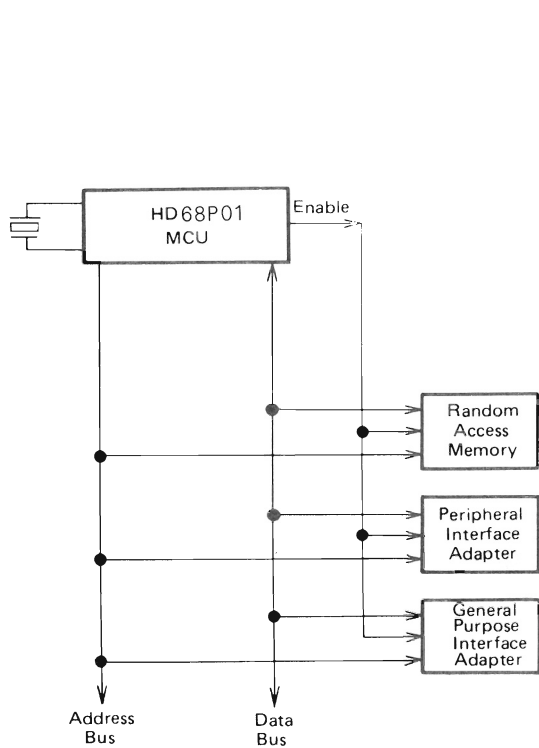 HD68P01
MCU
Enable
Random
Access
Memory
Peripheral
Interface
Adapter
General
Purpose
Interface
Adapter
Address
Bus
Data
Bus